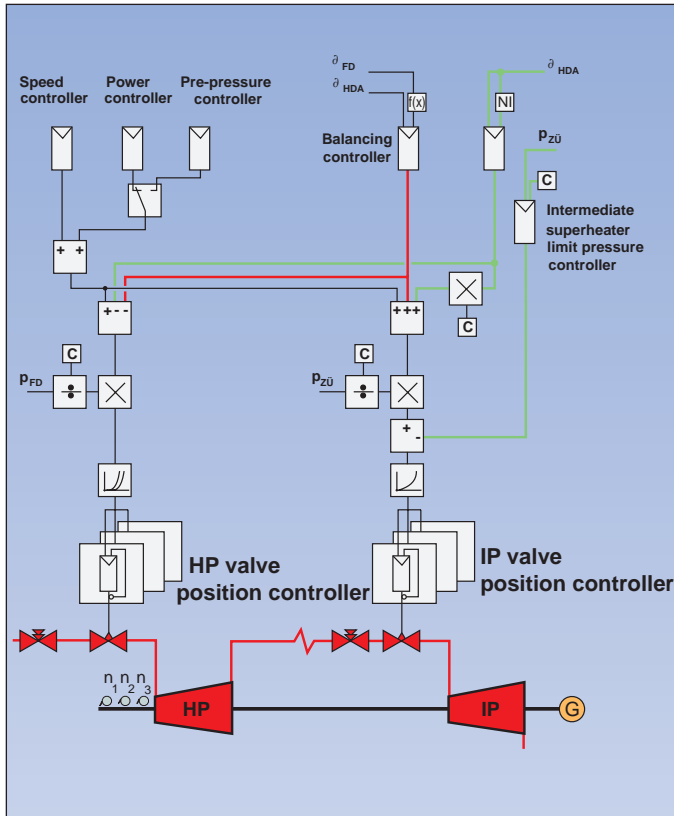 ∂ FD
∂ HDA
∂ HDA
Speed controller
Power controller
Pre-pressure controller
f(x)
NI
Balancing controller
pZÜ
C
Intermediate
superheater
limit pressure
controller
+ +
+ - -
+++
C
C
C
pFD
pZÜ
+
-
HP valve
position controller
IP valve
position controller
n1 n2 n3
HP
IP
G